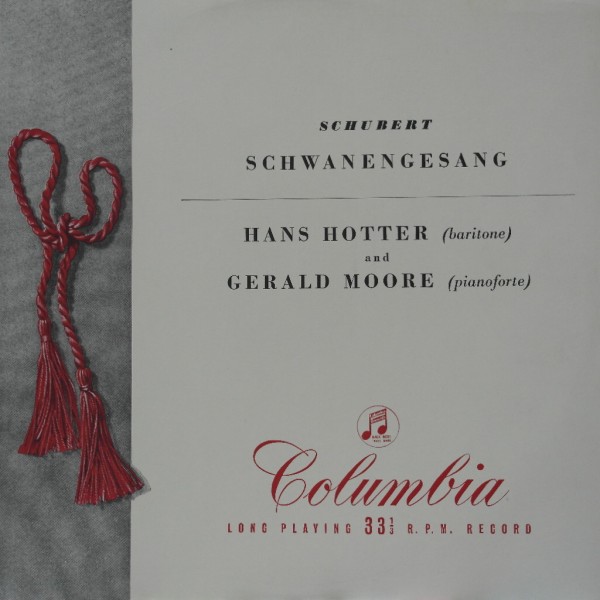 SCHUBERT
SCHWANENGESANG
HANS HOTTER (baritone)
and
GERALD MOORE (pianoforte)
Columbia
LONG PLAYING 33⅓ R.P.M. RECORD